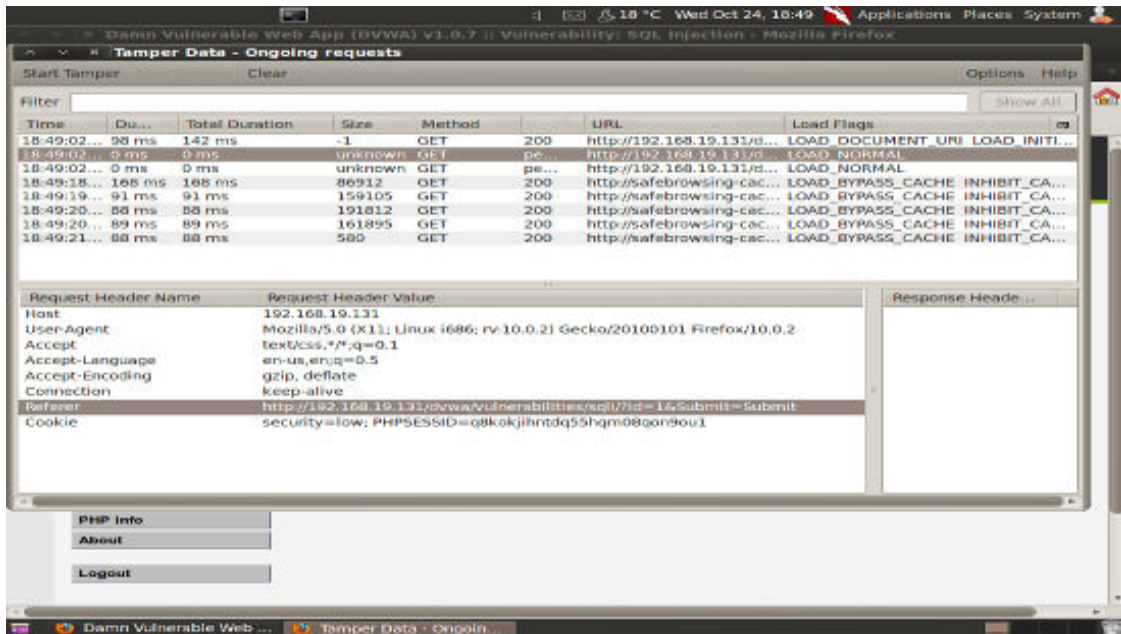 18 °C Wed Oct 24, 18:49 Applications Places System
Damn Vulnerable Web App (DVWA) v1.0.7 :: Vulnerability: SQL Injection - Mozilla Firefox
Tamper Data - Ongoing requests
Start Tamper Clear Options Help
Filter Show All
Time Du... Total Duration Size Method URL Load Flags
18:49:02... 98 ms 142 ms -1 GET 200 http://192.168.19.131/d... LOAD_DOCUMENT_URI LOAD_INITI...
18:49:02... 0 ms 0 ms unknown GET pe... http://192.168.19.131/d... LOAD_NORMAL
18:49:02... 0 ms 0 ms unknown GET pe... http://192.168.19.131/d... LOAD_NORMAL
18:49:18... 168 ms 168 ms 86912 GET 200 http://safebrowsing-cac... LOAD_BYPASS_CACHE INHIBIT_CA...
18:49:19... 91 ms 91 ms 159105 GET 200 http://safebrowsing-cac... LOAD_BYPASS_CACHE INHIBIT_CA...
18:49:20... 88 ms 88 ms 191812 GET 200 http://safebrowsing-cac... LOAD_BYPASS_CACHE INHIBIT_CA...
18:49:20... 89 ms 89 ms 161895 GET 200 http://safebrowsing-cac... LOAD_BYPASS_CACHE INHIBIT_CA...
18:49:21... 88 ms 88 ms 580 GET 200 http://safebrowsing-cac... LOAD_BYPASS_CACHE INHIBIT_CA...
Request Header Name Request Header Value Response Heade...
Host 192.168.19.131
User-Agent Mozilla/5.0 (X11; Linux i686; rv:10.0.2) Gecko/20100101 Firefox/10.0.2
Accept text/css,*/*;q=0.1
Accept-Language en-us,en;q=0.5
Accept-Encoding gzip, deflate
Connection keep-alive
Referer http://192.168.19.131/dvwa/vulnerabilities/sqli/?id=1&Submit=Submit
Cookie security=low; PHPSESSID=q8kokjihntdq55hqm08qon9ou1
PHP Info
About
Logout
Damn Vulnerable Web ... Tamper Data - Ongoin...